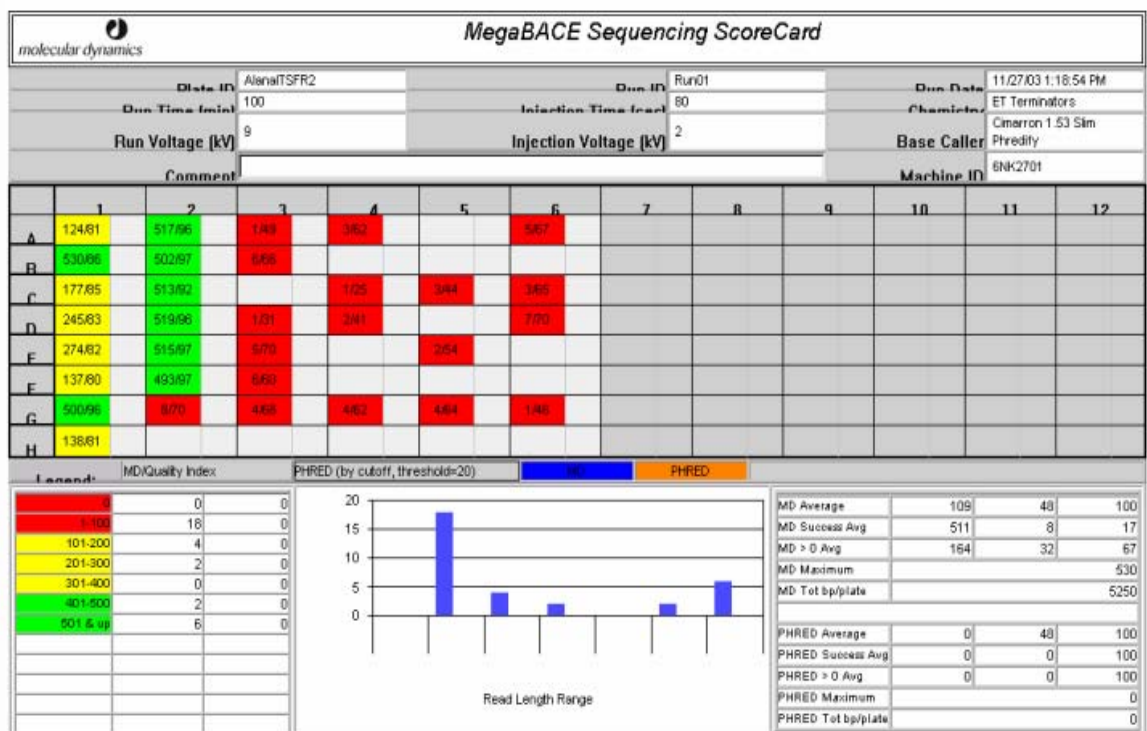 molecular dynamics
MegaBACE Sequencing ScoreCard
Plate ID AlanaITSFR2 Run ID Run01 Run Date 11/27/03 1:18:54 PM
Run Time (min) 100 Injection Time (sec) 80 Chemistry ET Terminators
Run Voltage (kV) 9 Injection Voltage (kV) 2 Base Caller Cimarron 1.53 Slim Phredify
Comment Machine ID 6NK2701
1 2 3 4 5 6 7 8 9 10 11 12
A 124/81 517/96 1/49 3/62 5/67
B 530/86 502/97 6/66
C 177/85 513/92 1/25 3/44 3/65
D 245/83 519/96 1/31 2/41 7/70
E 274/82 515/97 5/70 2/54
F 137/80 493/97 6/60
G 500/96 8/70 4/66 4/62 4/64 1/46
H 138/81
Legend: MD/Quality Index PHRED (by cutoff, threshold=20) MD PHRED
0 0 0
1-100 18 0
101-200 4 0
201-300 2 0
301-400 0 0
401-500 2 0
501 & up 6 0
20
15
10
5
0
Read Length Range
MD Average 109 48 100
MD Success Avg 511 8 17
MD > 0 Avg 164 32 67
MD Maximum 530
MD Tot bp/plate 5250
PHRED Average 0 48 100
PHRED Success Avg 0 0 100
PHRED > 0 Avg 0 0 100
PHRED Maximum 0
PHRED Tot bp/plate 0